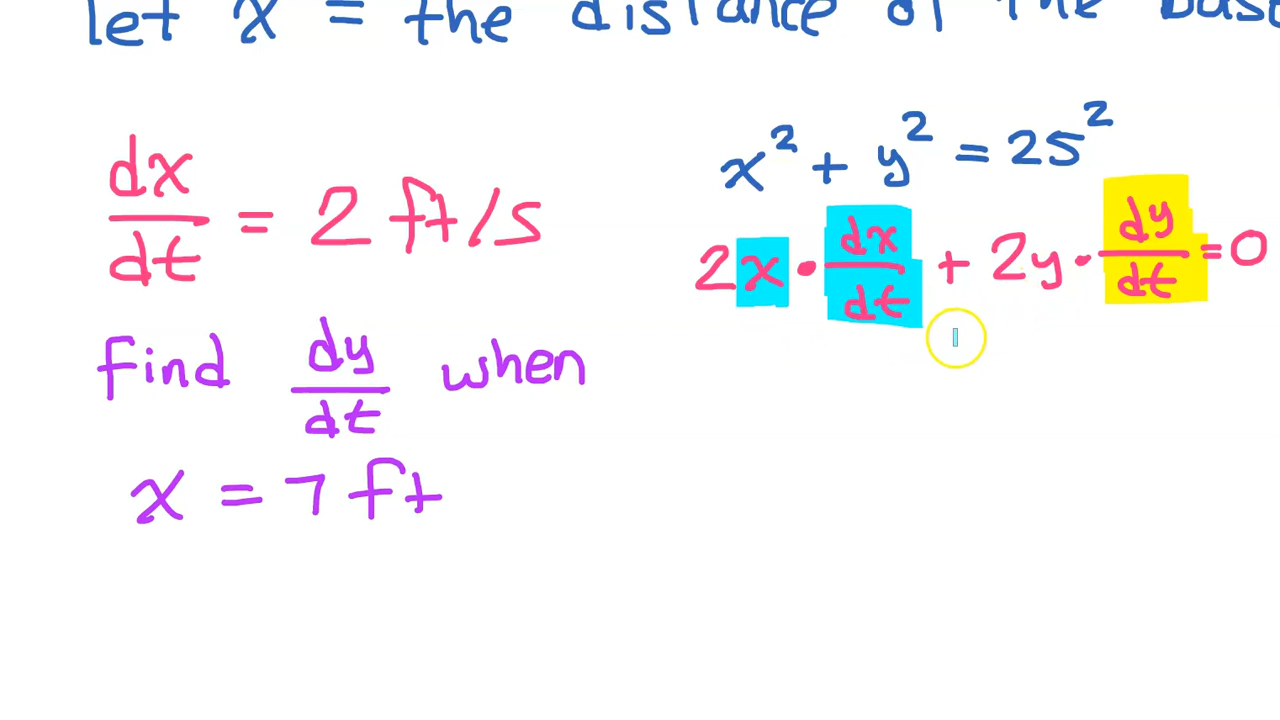 let x = the distance of the base
dx/dt = 2 ft/s
find dy/dt when
x = 7 ft
x² + y² = 25²
2x · dx/dt + 2y · dy/dt = 0